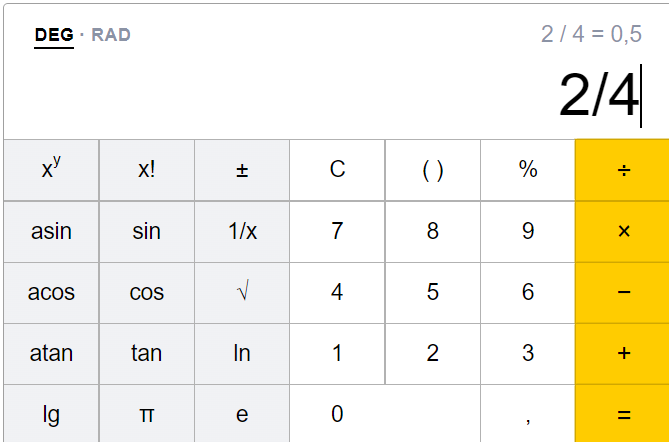 DEG · RAD 2 / 4 = 0,5
2/4
xʸ x! ± C ( ) % ÷
asin sin 1/x 7 8 9 ×
acos cos √ 4 5 6 −
atan tan ln 1 2 3 +
lg π e 0 , =